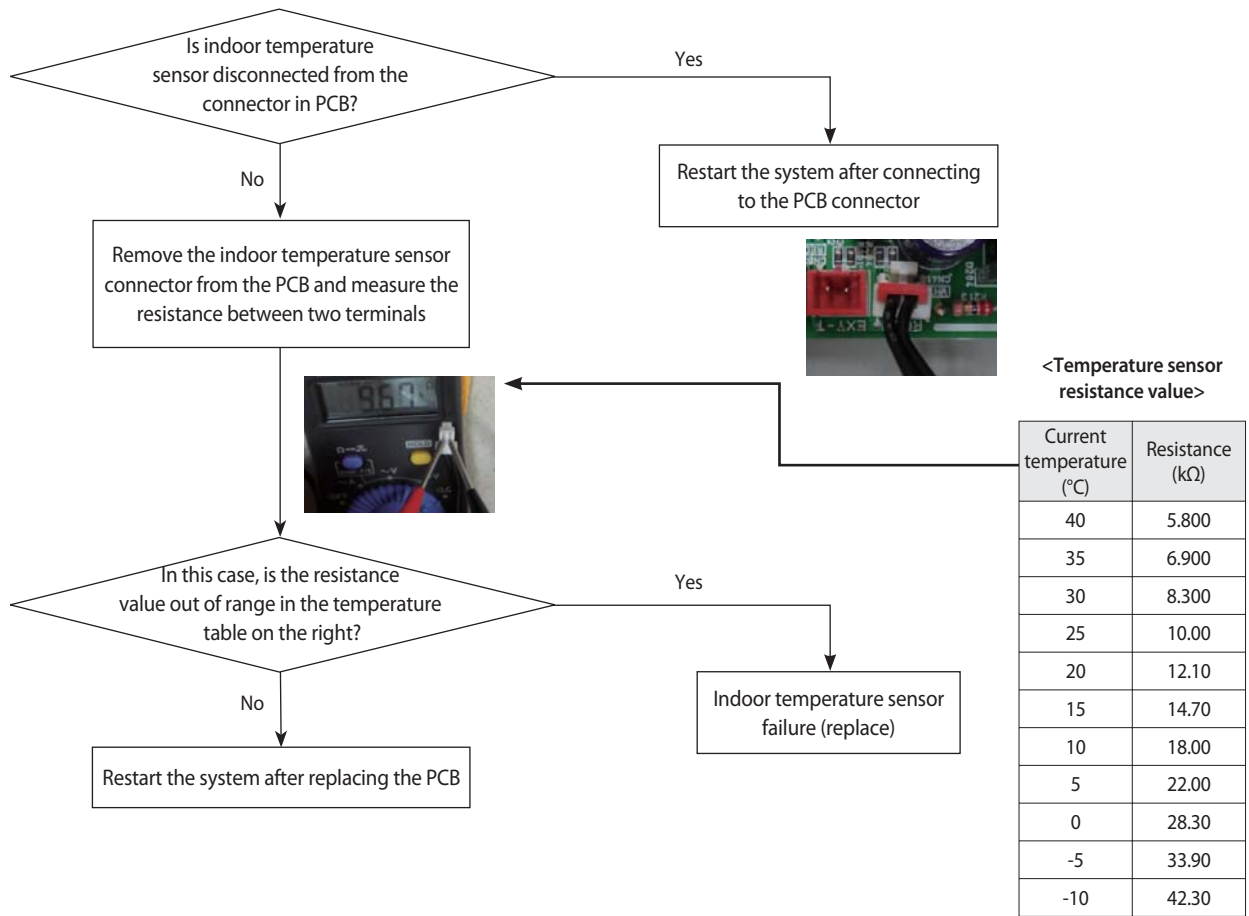 Is indoor temperature
sensor disconnected from the
connector in PCB?
Yes
Restart the system after connecting
to the PCB connector
No
Remove the indoor temperature sensor
connector from the PCB and measure the
resistance between two terminals
EXY-T
9.67
HOLD
<Temperature sensor
resistance value>
Current
temperature
(°C)
Resistance
(kΩ)
40 5.800
35 6.900
30 8.300
25 10.00
20 12.10
15 14.70
10 18.00
5 22.00
0 28.30
-5 33.90
-10 42.30
In this case, is the resistance
value out of range in the temperature
table on the right?
Yes
Indoor temperature sensor
failure (replace)
No
Restart the system after replacing the PCB